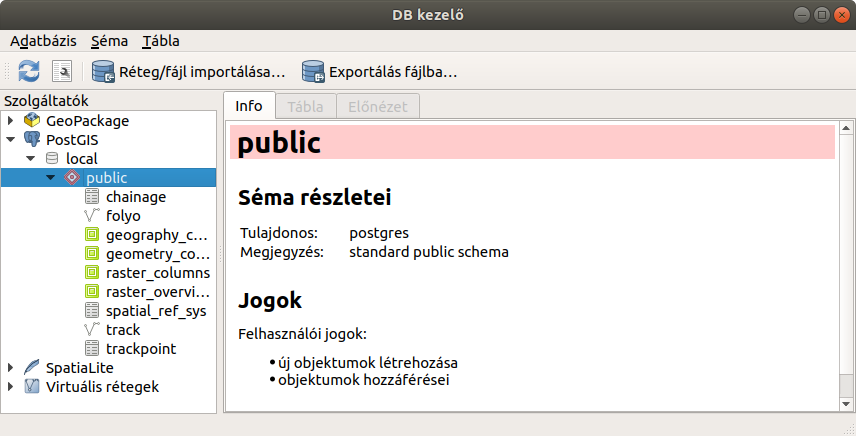 DB kezelő
Adatbázis Séma Tábla
Réteg/fájl importálása... Exportálás fájlba...
Szolgáltatók
GeoPackage
PostGIS
local
public
chainage
folyo
geography_c...
geometry_co...
raster_columns
raster_overvi...
spatial_ref_sys
track
trackpoint
SpatiaLite
Virtuális rétegek
Info Tábla Előnézet
public
Séma részletei
Tulajdonos: postgres
Megjegyzés: standard public schema
Jogok
Felhasználói jogok:
• új objektumok létrehozása
• objektumok hozzáférései